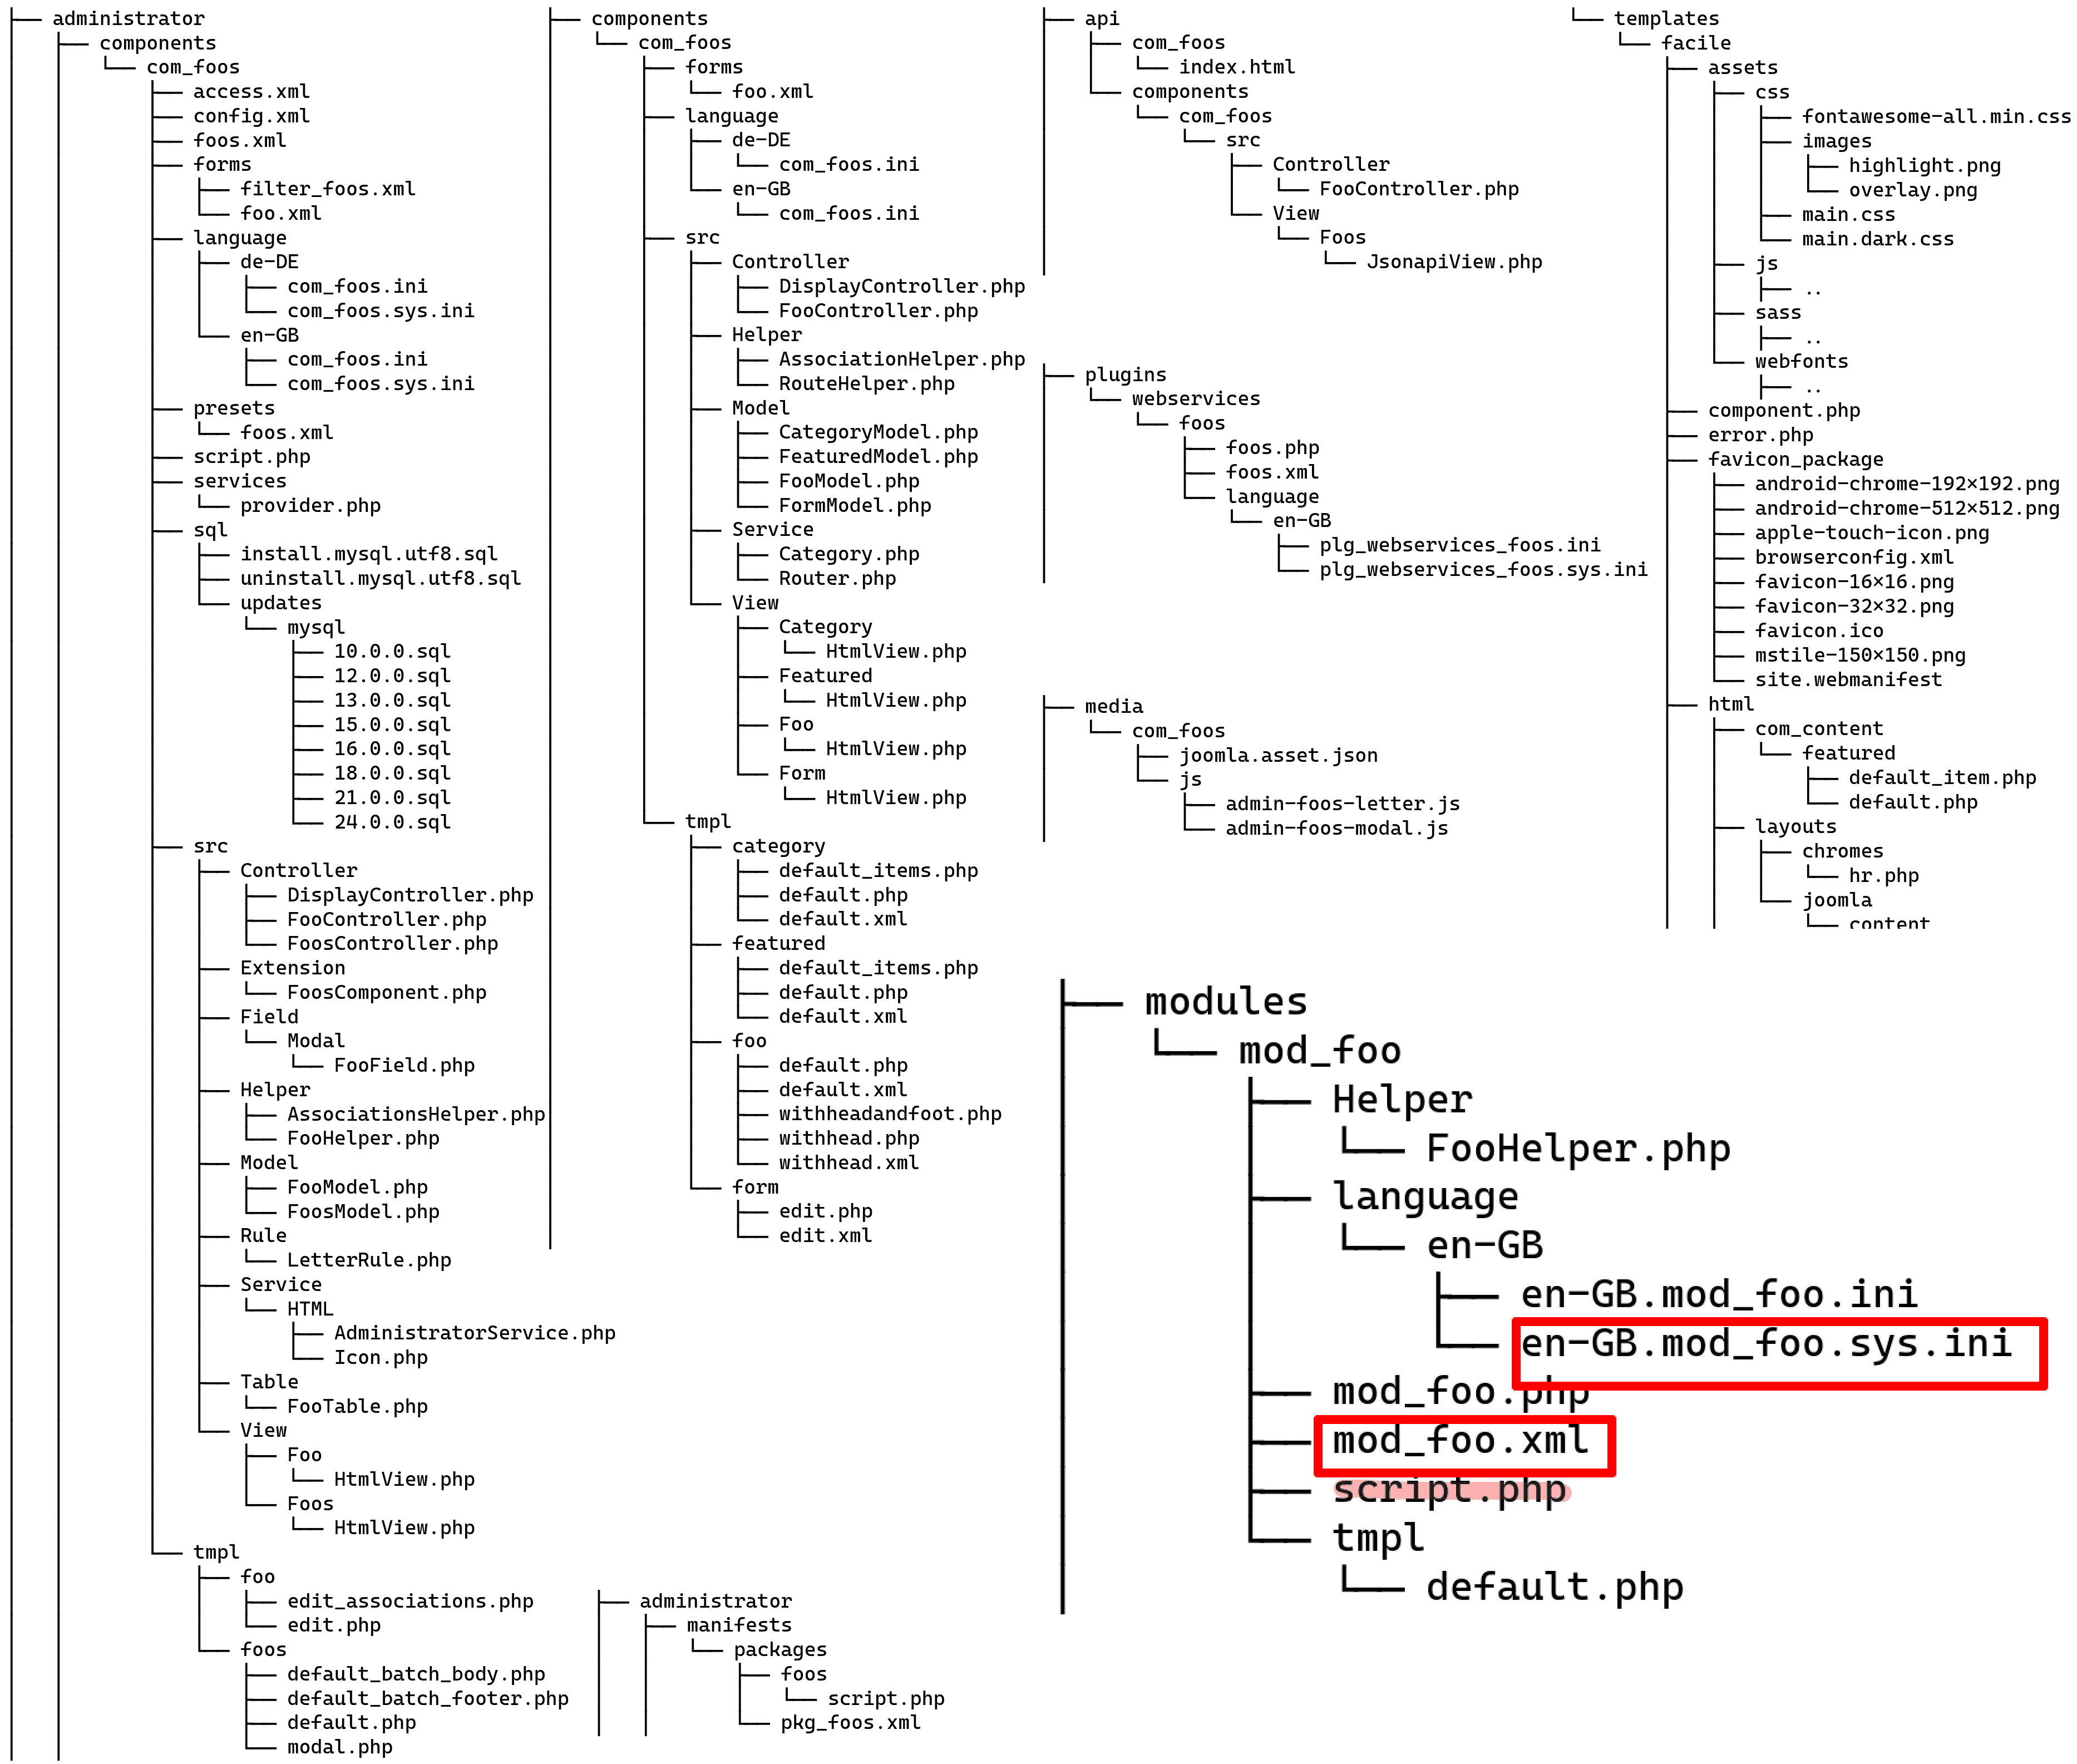 administrator
components
com_foos
access.xml
config.xml
foos.xml
forms
filter_foos.xml
foo.xml
language
de-DE
com_foos.ini
com_foos.sys.ini
en-GB
com_foos.ini
com_foos.sys.ini
presets
foos.xml
script.php
services
provider.php
sql
install.mysql.utf8.sql
uninstall.mysql.utf8.sql
updates
mysql
10.0.0.sql
12.0.0.sql
13.0.0.sql
15.0.0.sql
16.0.0.sql
18.0.0.sql
21.0.0.sql
24.0.0.sql
src
Controller
DisplayController.php
FooController.php
FoosController.php
Extension
FoosComponent.php
Field
Modal
FooField.php
Helper
AssociationsHelper.php
FooHelper.php
Model
FooModel.php
FoosModel.php
Rule
LetterRule.php
Service
HTML
AdministratorService.php
Icon.php
Table
FooTable.php
View
Foo
HtmlView.php
Foos
HtmlView.php
tmpl
foo
edit_associations.php
edit.php
foos
default_batch_body.php
default_batch_footer.php
default.php
modal.php
components
com_foos
forms
foo.xml
language
de-DE
com_foos.ini
en-GB
com_foos.ini
src
Controller
DisplayController.php
FooController.php
Helper
AssociationHelper.php
RouteHelper.php
Model
CategoryModel.php
FeaturedModel.php
FooModel.php
FormModel.php
Service
Category.php
Router.php
View
Category
HtmlView.php
Featured
HtmlView.php
Foo
HtmlView.php
Form
HtmlView.php
tmpl
category
default_items.php
default.php
default.xml
featured
default_items.php
default.php
default.xml
foo
default.php
default.xml
withheadandfoot.php
withhead.php
withhead.xml
form
edit.php
edit.xml
administrator
manifests
packages
foos
script.php
pkg_foos.xml
api
com_foos
index.html
components
com_foos
src
Controller
FooController.php
View
Foos
JsonapiView.php
plugins
webservices
foos
foos.php
foos.xml
language
en-GB
plg_webservices_foos.ini
plg_webservices_foos.sys.ini
media
com_foos
joomla.asset.json
js
admin-foos-letter.js
admin-foos-modal.js
templates
facile
assets
css
fontawesome-all.min.css
images
highlight.png
overlay.png
main.css
main.dark.css
js
..
sass
..
webfonts
..
component.php
error.php
favicon_package
android-chrome-192×192.png
android-chrome-512×512.png
apple-touch-icon.png
browserconfig.xml
favicon-16×16.png
favicon-32×32.png
favicon.ico
mstile-150×150.png
site.webmanifest
html
com_content
featured
default_item.php
default.php
layouts
chromes
hr.php
joomla
content
modules
mod_foo
Helper
FooHelper.php
language
en-GB
en-GB.mod_foo.ini
en-GB.mod_foo.sys.ini
mod_foo.php
mod_foo.xml
script.php
tmpl
default.php